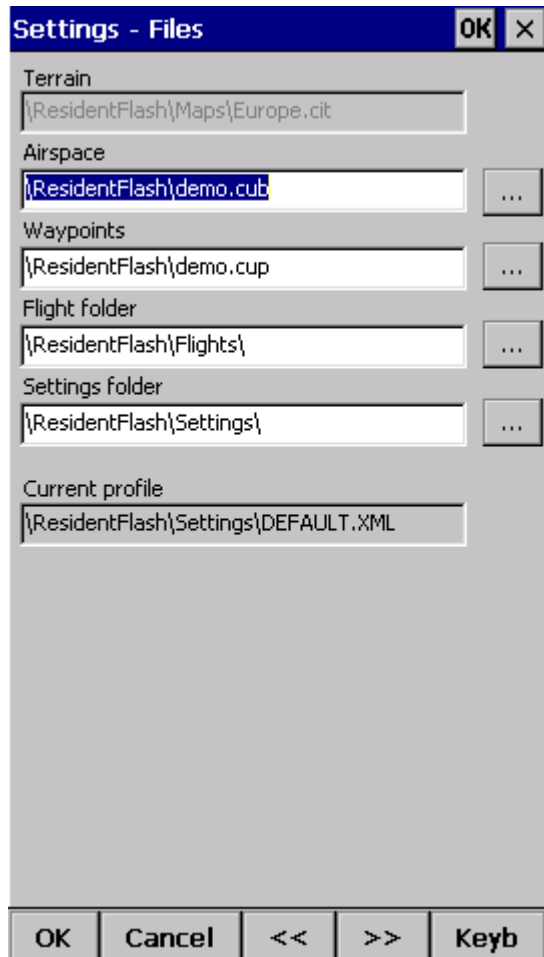 Settings - Files OK ×
Terrain
\ResidentFlash\Maps\Europe.cit
Airspace
\ResidentFlash\demo.cub ...
Waypoints
\ResidentFlash\demo.cup ...
Flight folder
\ResidentFlash\Flights\ ...
Settings folder
\ResidentFlash\Settings\ ...
Current profile
\ResidentFlash\Settings\DEFAULT.XML
OK Cancel << >> Keyb